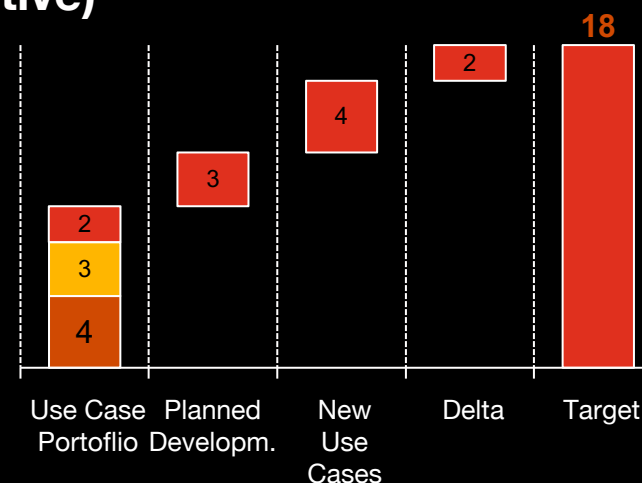 tive)
18
2
4
3
2
3
4
Use Case
Portoflio
Planned
Developm.
New
Use
Cases
Delta
Target